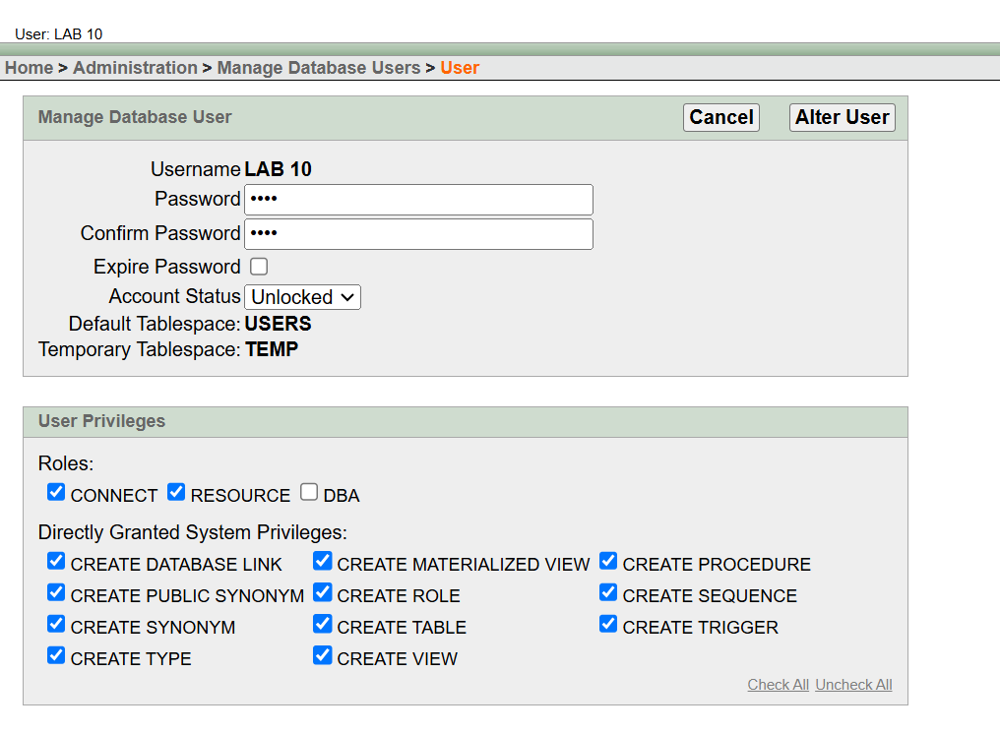 User: LAB 10
Home > Administration > Manage Database Users > User
Manage Database User Cancel Alter User
Username LAB 10
Password ••••
Confirm Password ••••
Expire Password
Account Status Unlocked
Default Tablespace: USERS
Temporary Tablespace: TEMP
User Privileges
Roles:
CONNECT RESOURCE DBA
Directly Granted System Privileges:
CREATE DATABASE LINK CREATE MATERIALIZED VIEW CREATE PROCEDURE
CREATE PUBLIC SYNONYM CREATE ROLE CREATE SEQUENCE
CREATE SYNONYM CREATE TABLE CREATE TRIGGER
CREATE TYPE CREATE VIEW
Check All Uncheck All